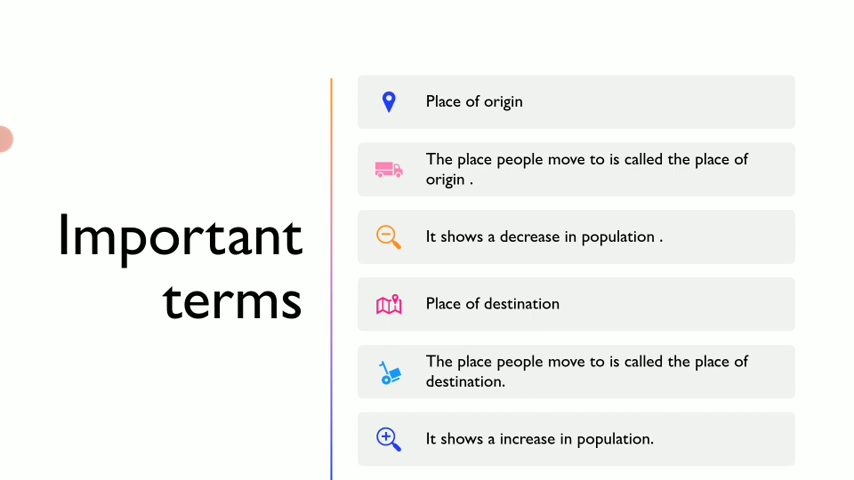 Important
terms
Place of origin
The place people move to is called the place of
origin .
It shows a decrease in population .
Place of destination
The place people move to is called the place of
destination.
It shows a increase in population.